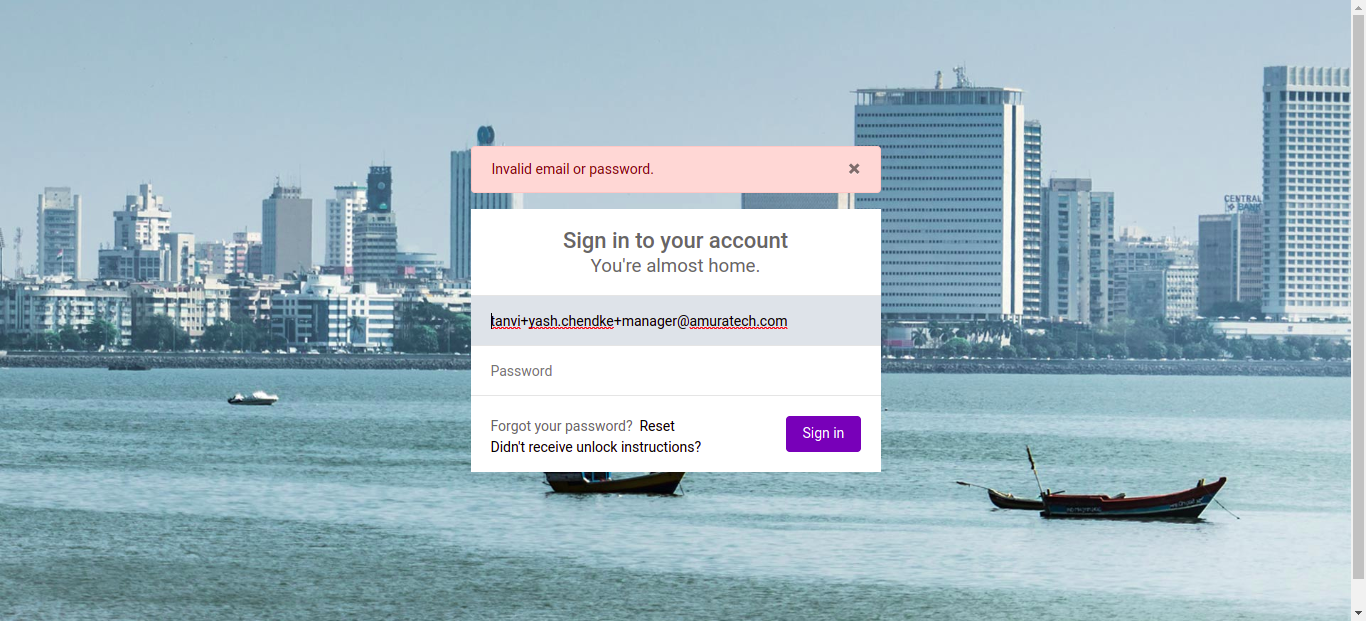 CENTRAL
BANK
Invalid email or password.
Sign in to your account
You're almost home.
tanvi+yash.chendke+manager@amuratech.com
Password
Forgot your password? Reset
Didn't receive unlock instructions?
Sign in